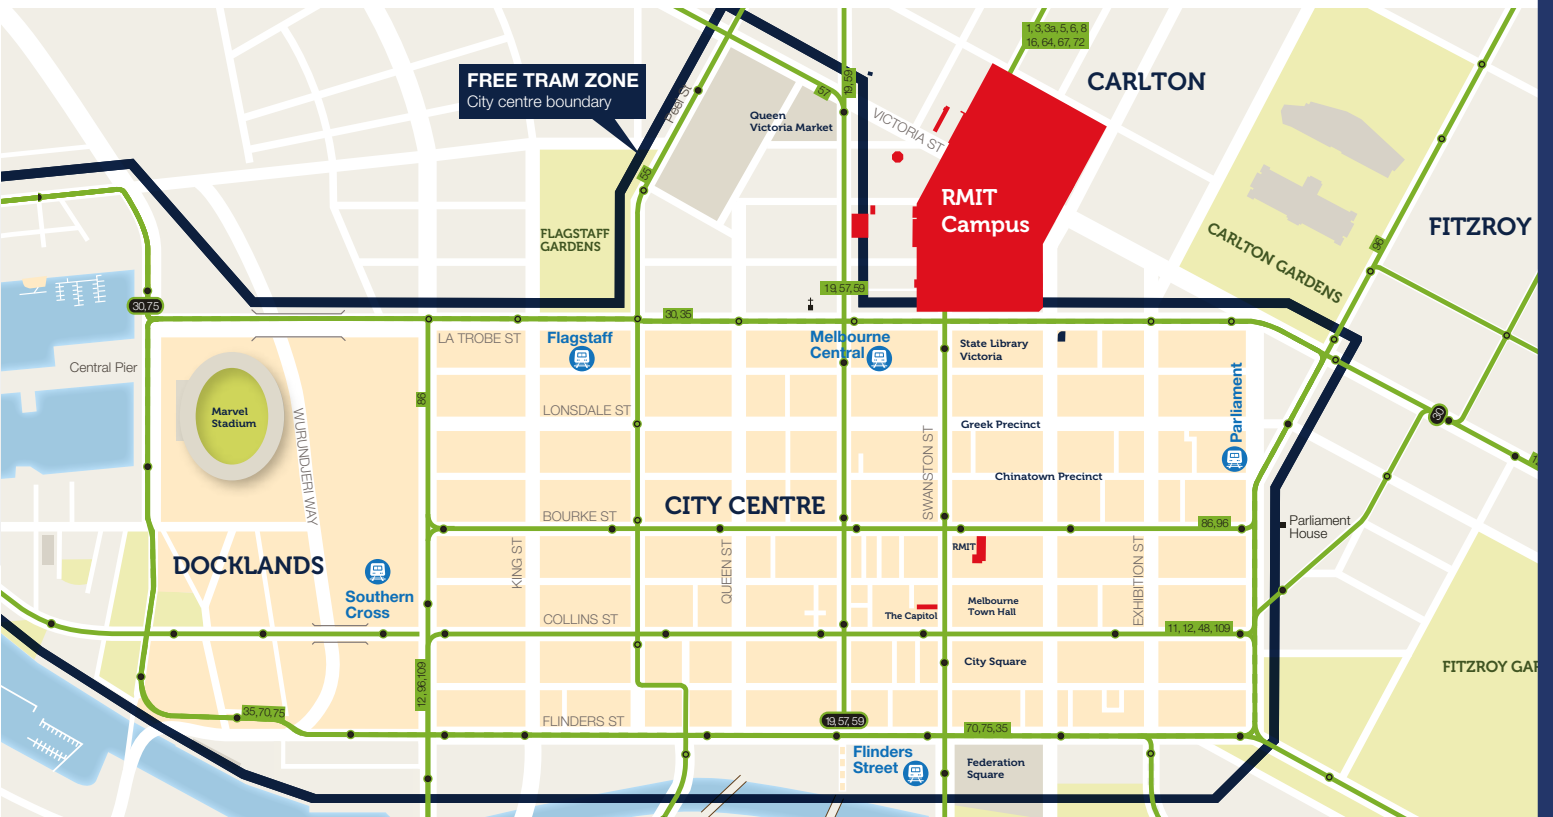 1, 3,3a, 5, 6, 8
16, 64, 67, 72
CARLTON
FREE TRAM ZONE
City centre boundary
Peel St
57
19,59
Queen
Victoria Market
VICTORIA ST
55
RMIT
Campus
FLAGSTAFF
GARDENS
CARLTON GARDENS
96
FITZROY
30,75
19, 57, 59
30, 35
LA TROBE ST
Flagstaff
Melbourne
Central
State Library
Victoria
Central Pier
Parliament
86
Marvel
Stadium
WURUNDJERI WAY
LONSDALE ST
SWANSTON ST
Greek Precinct
30
Chinatown Precinct
CITY CENTRE
BOURKE ST
86,96
Parliament
House
KING ST
QUEEN ST
RMIT
EXHIBITION ST
DOCKLANDS
Southern
Cross
COLLINS ST
The Capitol
Melbourne
Town Hall
11, 12, 48, 109
12, 96,109
City Square
FITZROY GAR
35,70,75
FLINDERS ST
19, 57, 59
70,75,35
Flinders
Street
Federation
Square